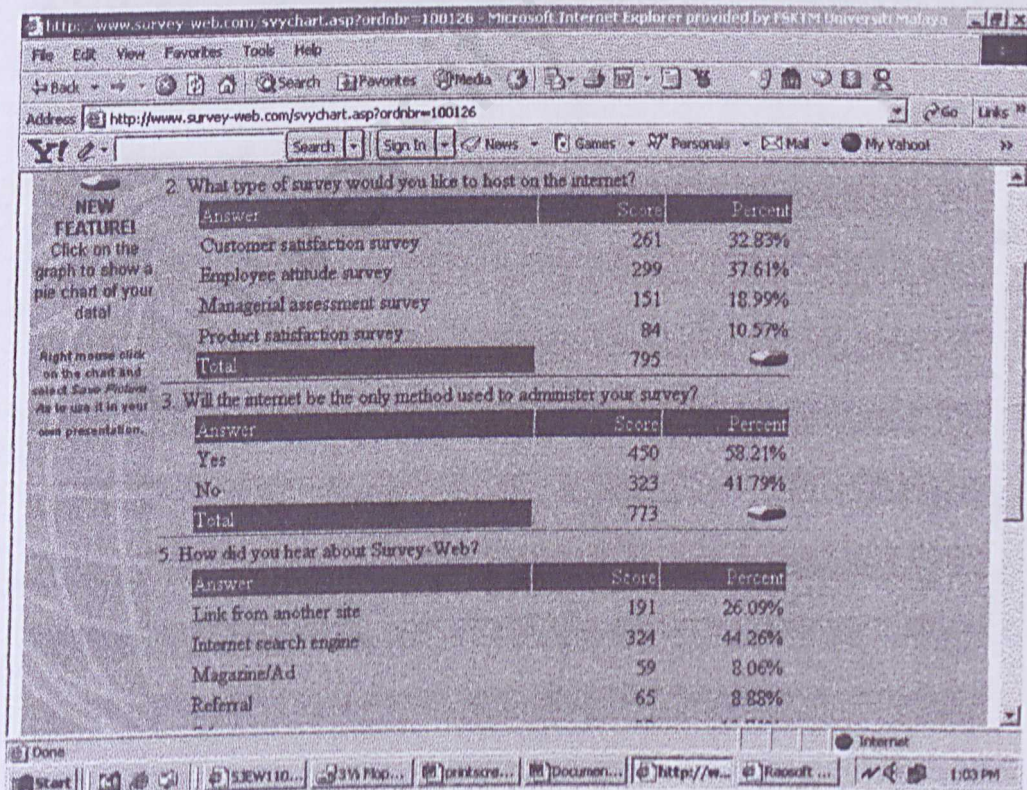 http://www.survey-web.com/svychart.asp?ordnbr=100126 - Microsoft Internet Explorer provided by FSKTM Universiti Malaya
File Edit View Favorites Tools Help
Back Search Favorites Media
Address http://www.survey-web.com/svychart.asp?ordnbr=100126 Go Links »
Y! Search Sign In News Games Personals Mail My Yahoo! »
NEW
FEATURE!
Click on the
graph to show a
pie chart of your
data!
Right mouse click
on the chart and
select Save Picture
As to use it in your
own presentation.
2. What type of survey would you like to host on the internet?
Answer Score Percent
Customer satisfaction survey 261 32.83%
Employee attitude survey 299 37.61%
Managerial assessment survey 151 18.99%
Product satisfaction survey 84 10.57%
Total 795
3. Will the internet be the only method used to administer your survey?
Answer Score Percent
Yes 450 58.21%
No 323 41.79%
Total 773
5. How did you hear about Survey-Web?
Answer Score Percent
Link from another site 191 26.09%
Internet search engine 324 44.26%
Magazine/Ad 59 8.06%
Referral 65 8.88%
Done Internet
Start SJEW110... 3½ Flop... printscre... Documen... http://w... Raosoft ... 1:03 PM